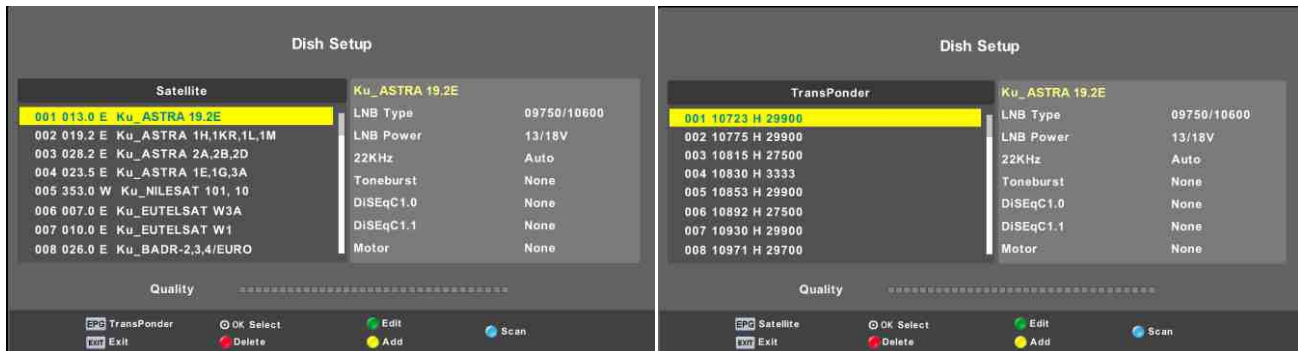 Dish Setup
Satellite
001 013.0 E Ku_ASTRA 19.2E
002 019.2 E Ku_ASTRA 1H,1KR,1L,1M
003 028.2 E Ku_ASTRA 2A,2B,2D
004 023.5 E Ku_ASTRA 1E,1G,3A
005 353.0 W Ku_NILESAT 101, 10
006 007.0 E Ku_EUTELSAT W3A
007 010.0 E Ku_EUTELSAT W1
008 026.0 E Ku_BADR-2,3,4/EURO
Ku_ASTRA 19.2E
LNB Type 09750/10600
LNB Power 13/18V
22KHz Auto
Toneburst None
DiSEqC1.0 None
DiSEqC1.1 None
Motor None
Quality
EPG TransPonder OK Select Edit Scan
EXIT Exit Delete Add
Dish Setup
TransPonder
001 10723 H 29900
002 10775 H 29900
003 10815 H 27500
004 10830 H 3333
005 10853 H 29900
006 10892 H 27500
007 10930 H 29900
008 10971 H 29700
Ku_ASTRA 19.2E
LNB Type 09750/10600
LNB Power 13/18V
22KHz Auto
Toneburst None
DiSEqC1.0 None
DiSEqC1.1 None
Motor None
Quality
EPG Satellite OK Select Edit Scan
EXIT Exit Delete Add